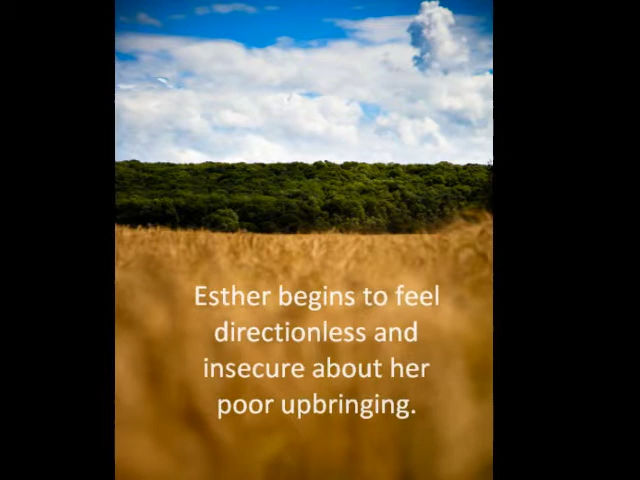 Esther begins to feel
directionless and
insecure about her
poor upbringing.